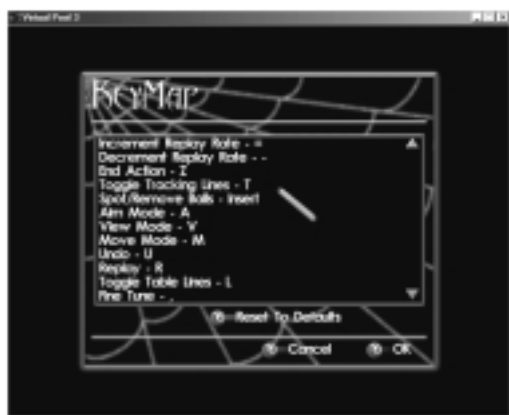 Virtual Pool 3
KeyMap
Increment Replay Rate - =
Decrement Replay Rate - -
End Action - Z
Toggle Tracking Lines - T
Spot/Remove Balls - Insert
Aim Mode - A
View Mode - V
Move Mode - M
Undo - U
Replay - R
Toggle Table Lines - L
Fine Tune - ,
Reset To Defaults
Cancel
OK